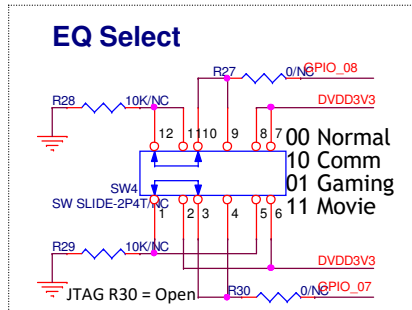 EQ Select
R27 0/NC GPIO_08
R28 10K/NC DVDD3V3
12 11 10 9 8 7
00 Normal
10 Comm
01 Gaming
11 Movie
SW4
SW SLIDE-2P4T/NC
1 2 3 4 5 6
R29 10K/NC
DVDD3V3
JTAG R30 = Open R30 0/NC GPIO_07